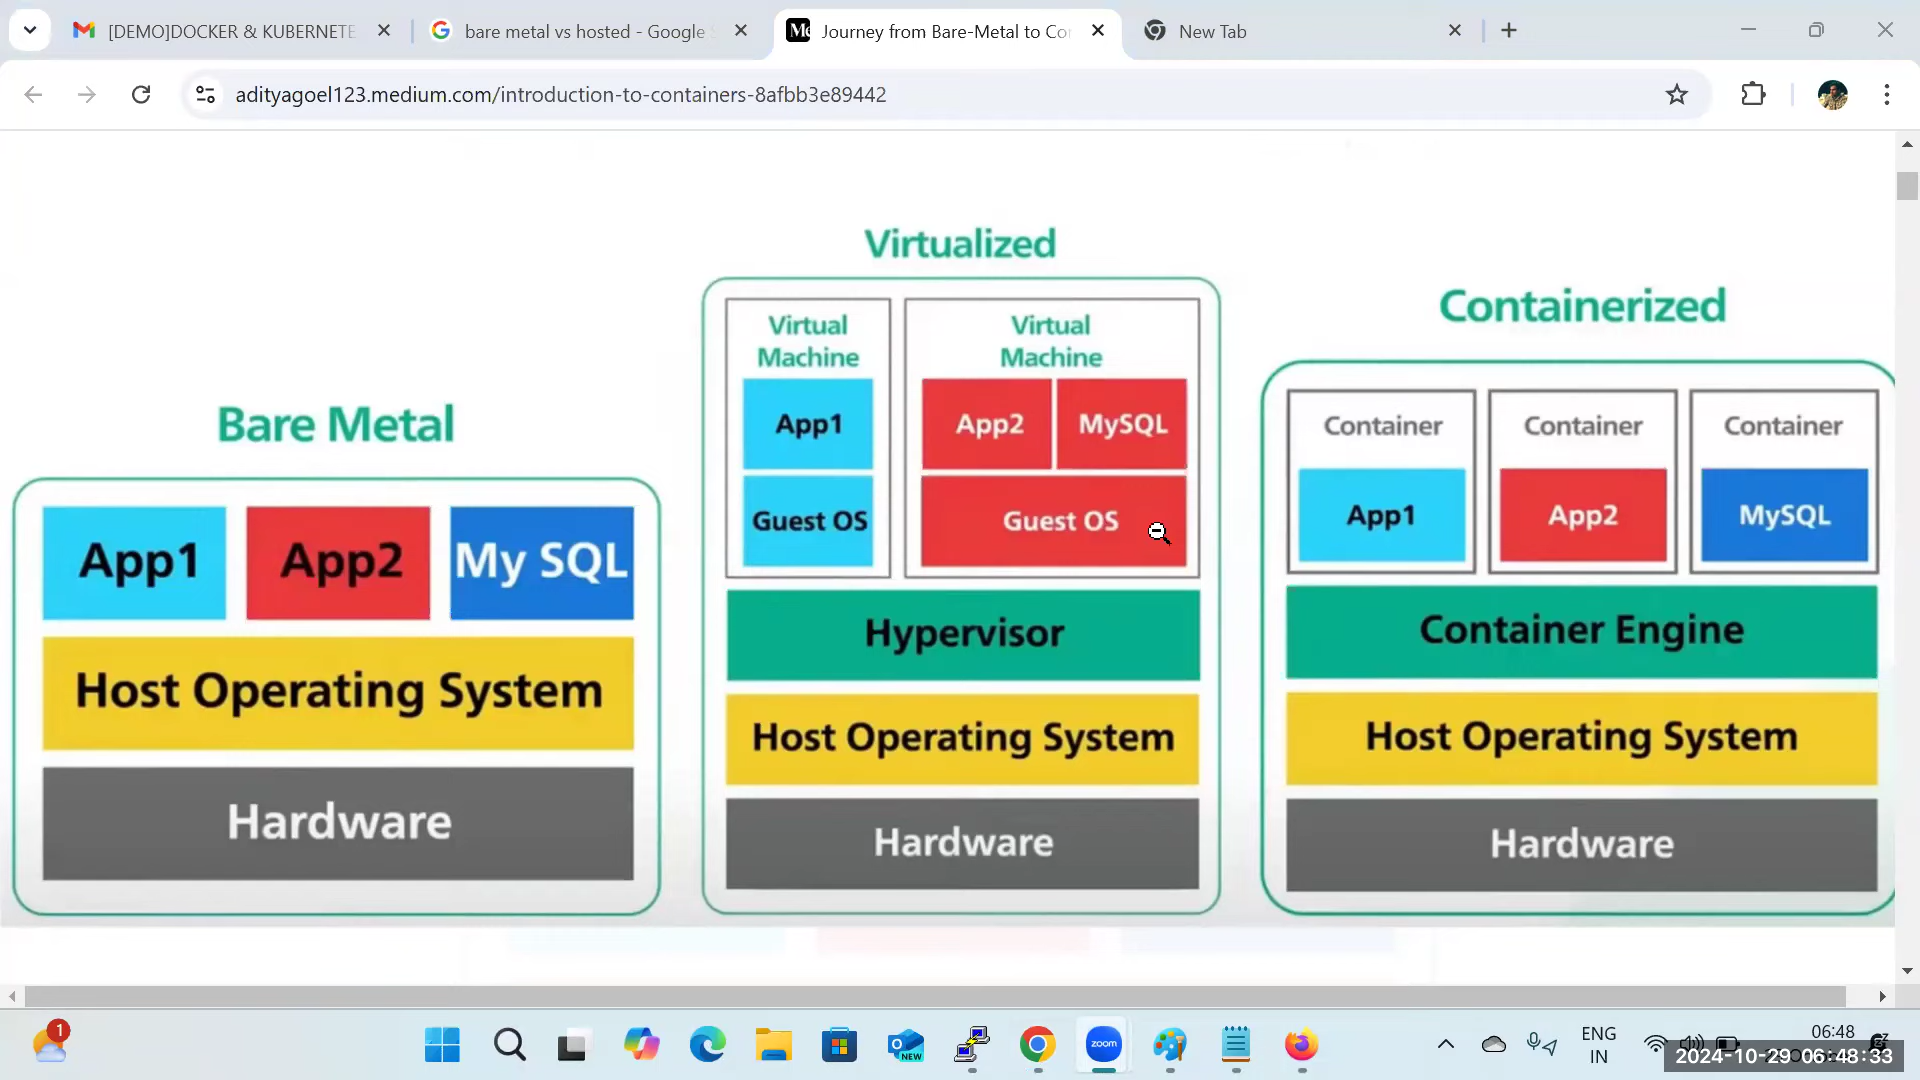 [DEMO]DOCKER & KUBERNETE
bare metal vs hosted - Google
Journey from Bare-Metal to Co
New Tab
adityagoel123.medium.com/introduction-to-containers-8afbb3e89442
Bare Metal
App1
App2
My SQL
Host Operating System
Hardware
Virtualized
Virtual
Machine
App1
Guest OS
Virtual
Machine
App2
MySQL
Guest OS
Hypervisor
Host Operating System
Hardware
Containerized
Container
App1
Container
App2
Container
MySQL
Container Engine
Host Operating System
Hardware
1
NEW
zoom
ENG
IN
06:48
2024-10-29 06:48:33